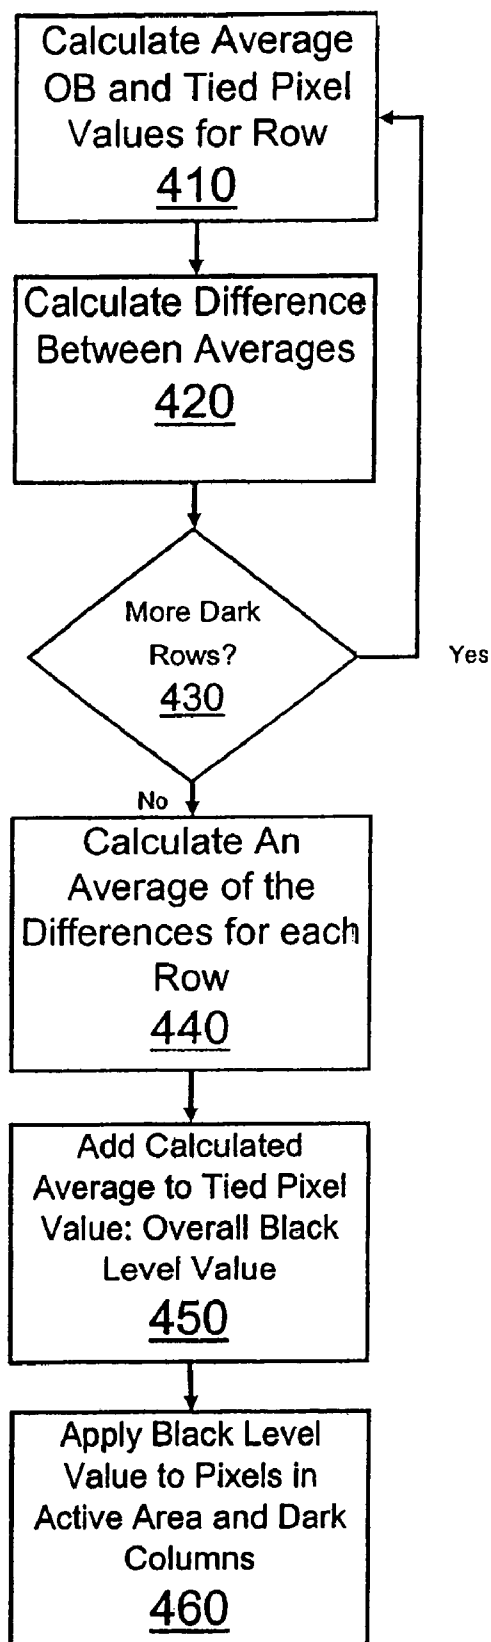 Calculate Average
OB and Tied Pixel
Values for Row
410
Calculate Difference
Between Averages
420
More Dark
Rows?
430
Yes
No
Calculate An
Average of the
Differences for each
Row
440
Add Calculated
Average to Tied Pixel
Value: Overall Black
Level Value
450
Apply Black Level
Value to Pixels in
Active Area and Dark
Columns
460